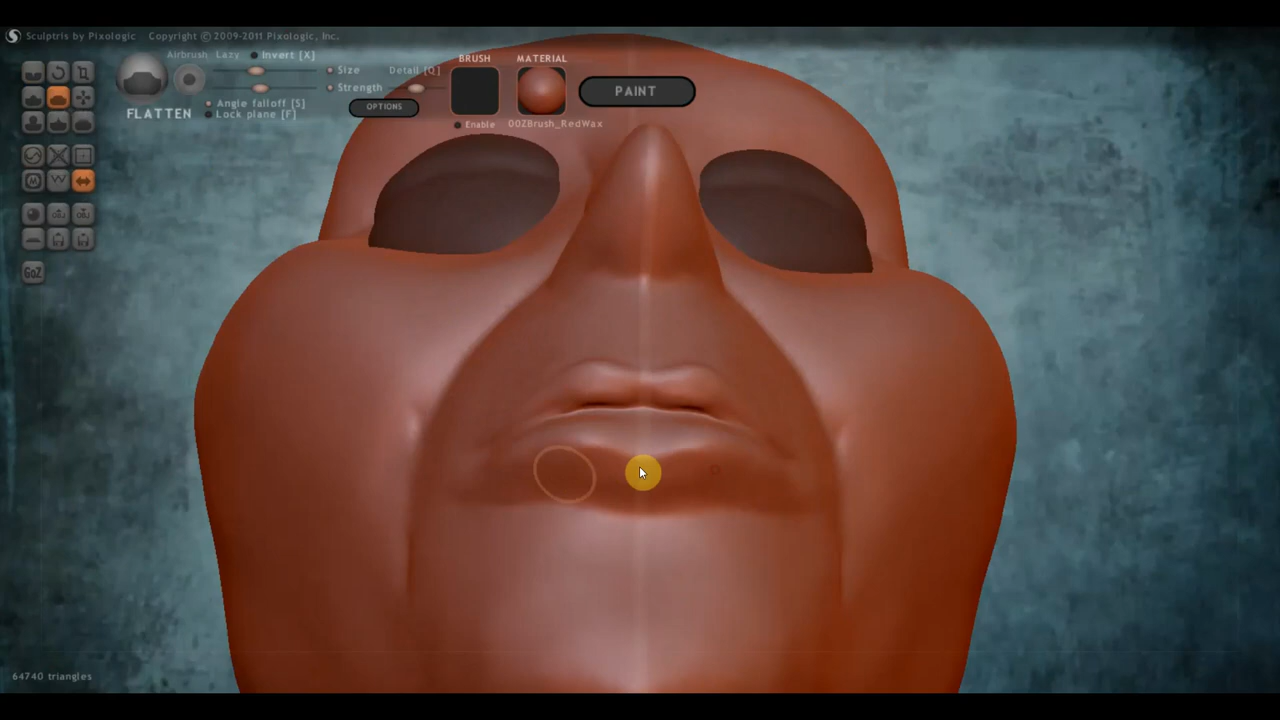 Sculptris by Pixologic Copyright © 2009-2011 Pixologic, Inc.
Airbrush Lazy Invert [X]
Size Detail [Q]
Strength
Angle falloff [S]
Lock plane [F]
FLATTEN
OPTIONS
BRUSH
Enable
MATERIAL
00ZBrush_RedWax
PAINT
GoZ
64740 triangles